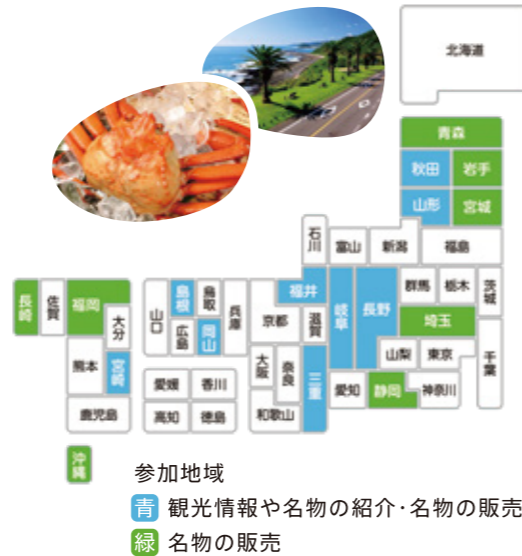 北海道
青森
秋田 岩手
山形 宮城
石川 富山 新潟 福島
福井 岐阜 長野 群馬 栃木 茨城
長崎 佐賀 福岡 大分 山口 島根 鳥取 兵庫 京都 滋賀 埼玉
広島 岡山 山梨 東京 千葉
熊本 宮崎 愛媛 香川 大阪 奈良 三重 愛知 静岡 神奈川
鹿児島 高知 徳島 和歌山
沖縄
参加地域
青 観光情報や名物の紹介・名物の販売
緑 名物の販売